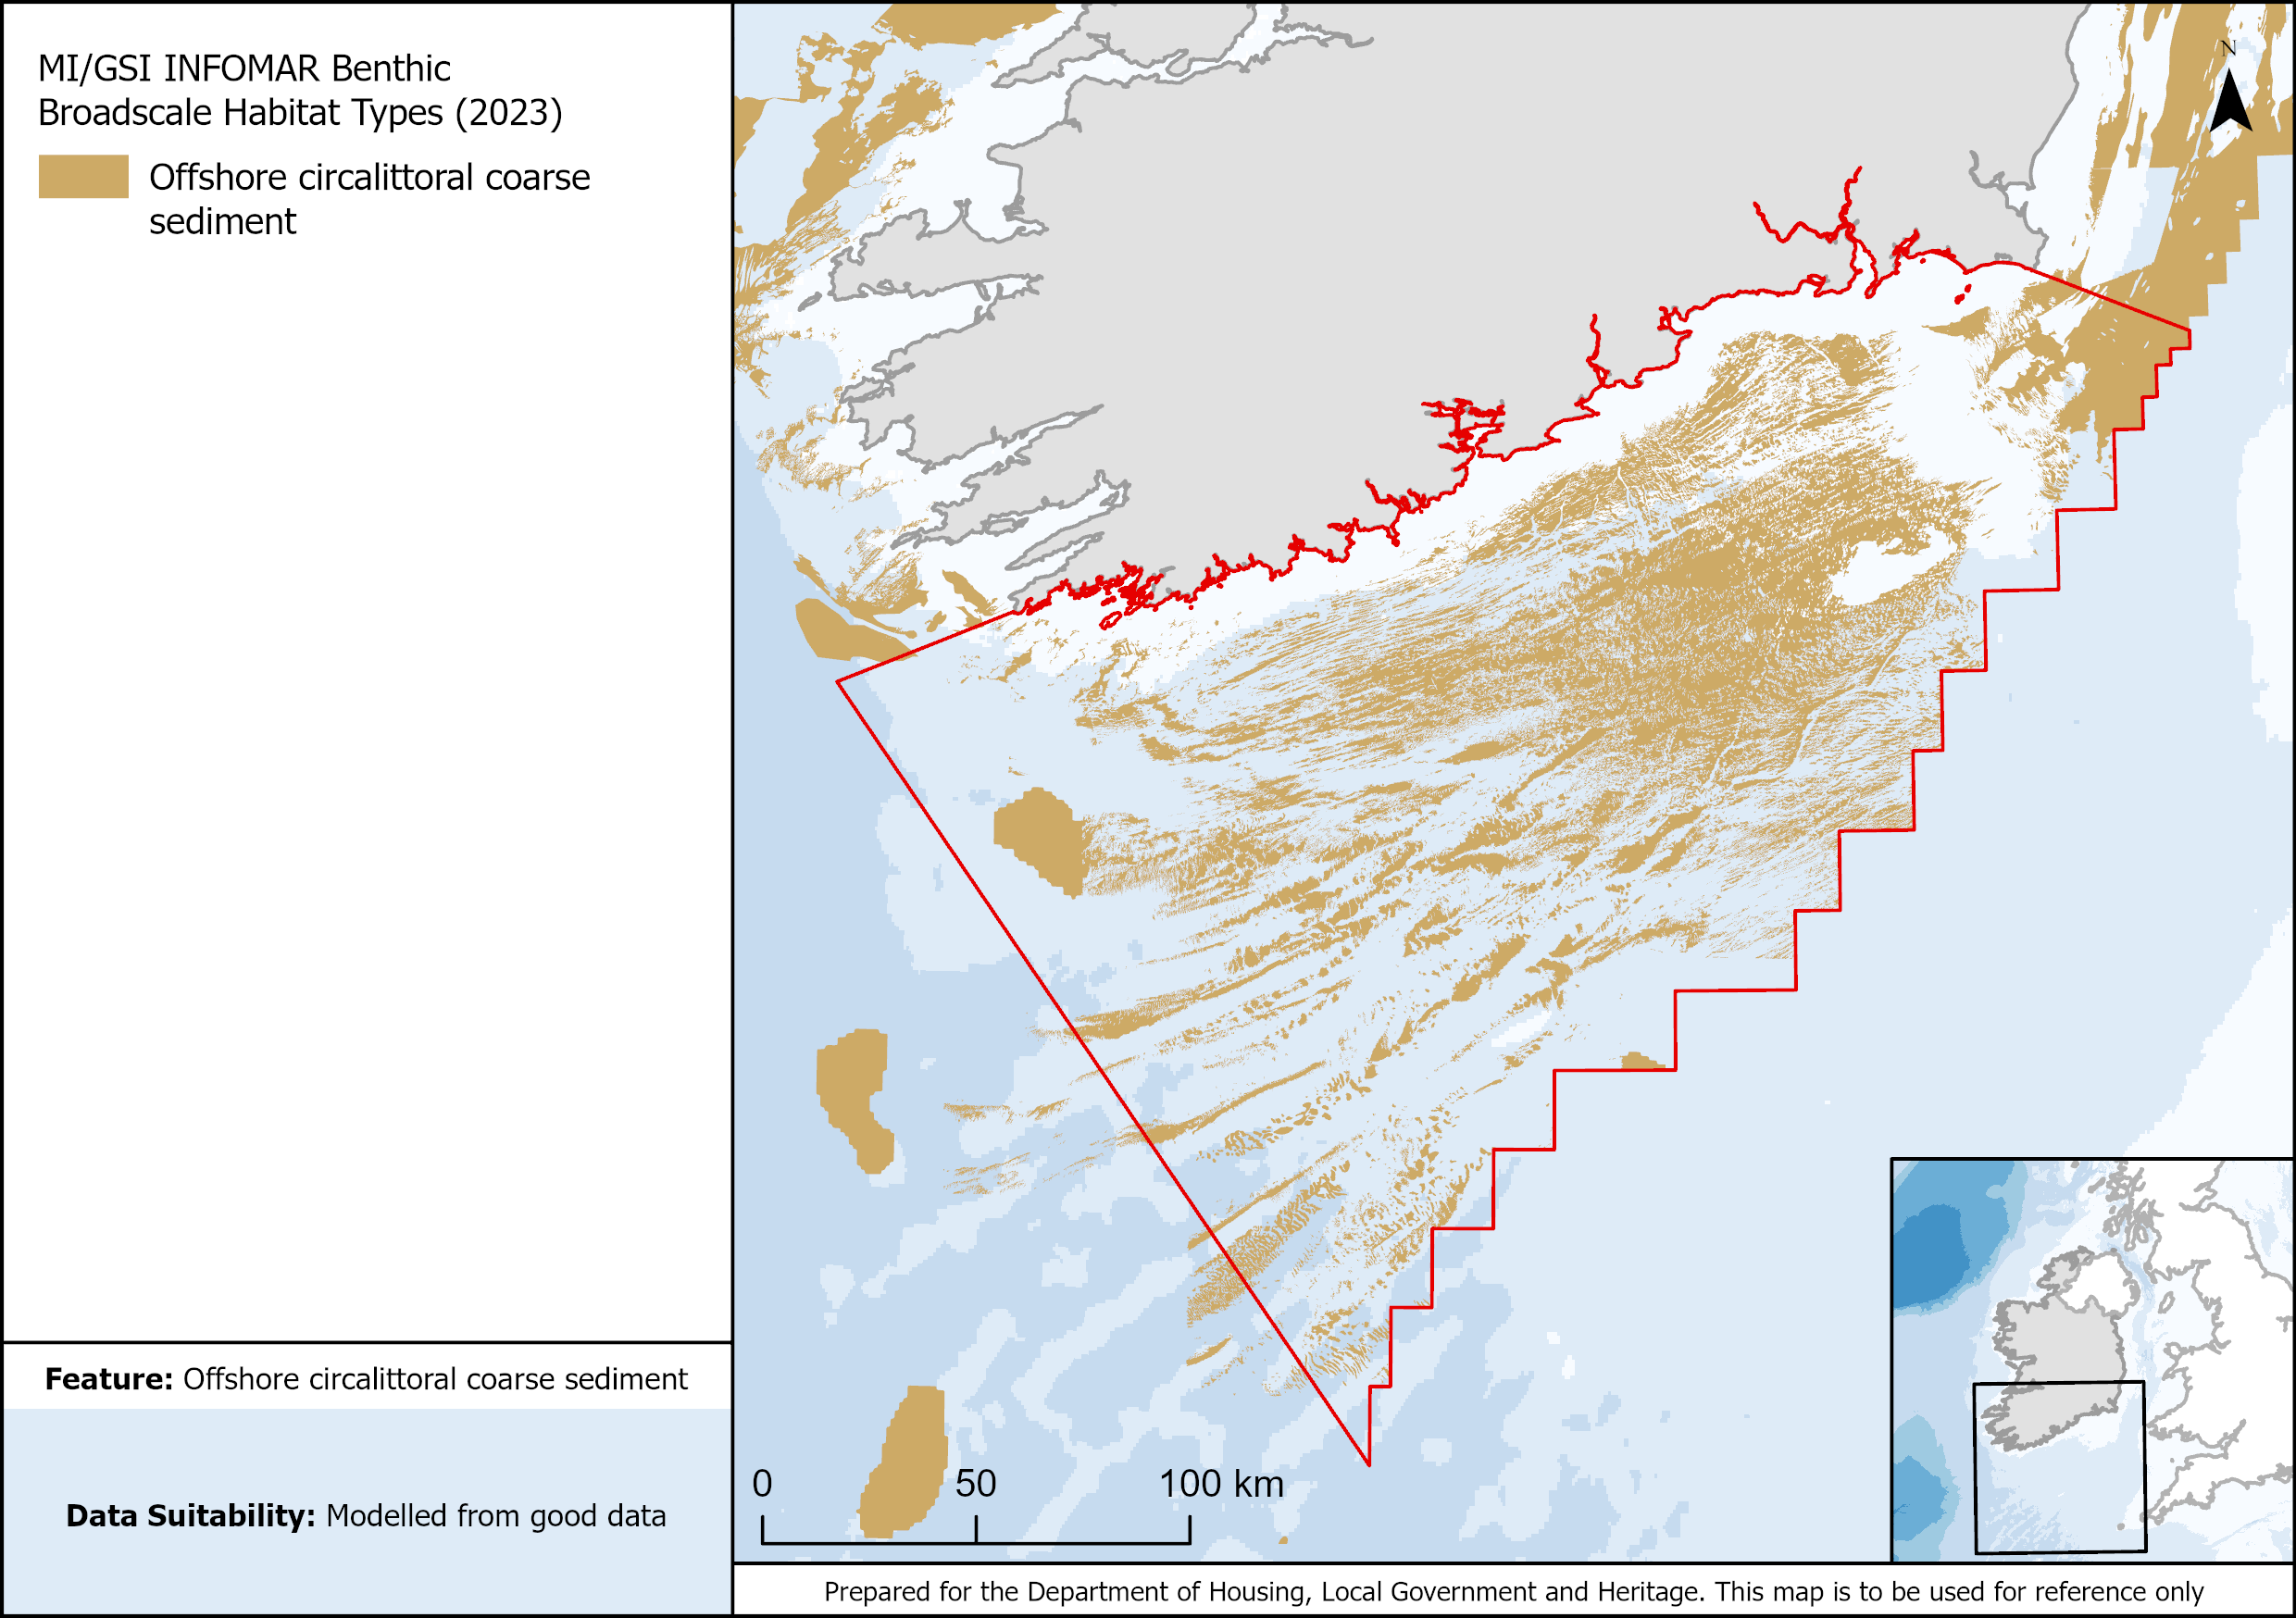 MI/GSI INFOMAR Benthic
Broadscale Habitat Types (2023)
Offshore circalittoral coarse
sediment
Feature: Offshore circalittoral coarse sediment
Data Suitability: Modelled from good data
N
0 50 100 km
Prepared for the Department of Housing, Local Government and Heritage. This map is to be used for reference only